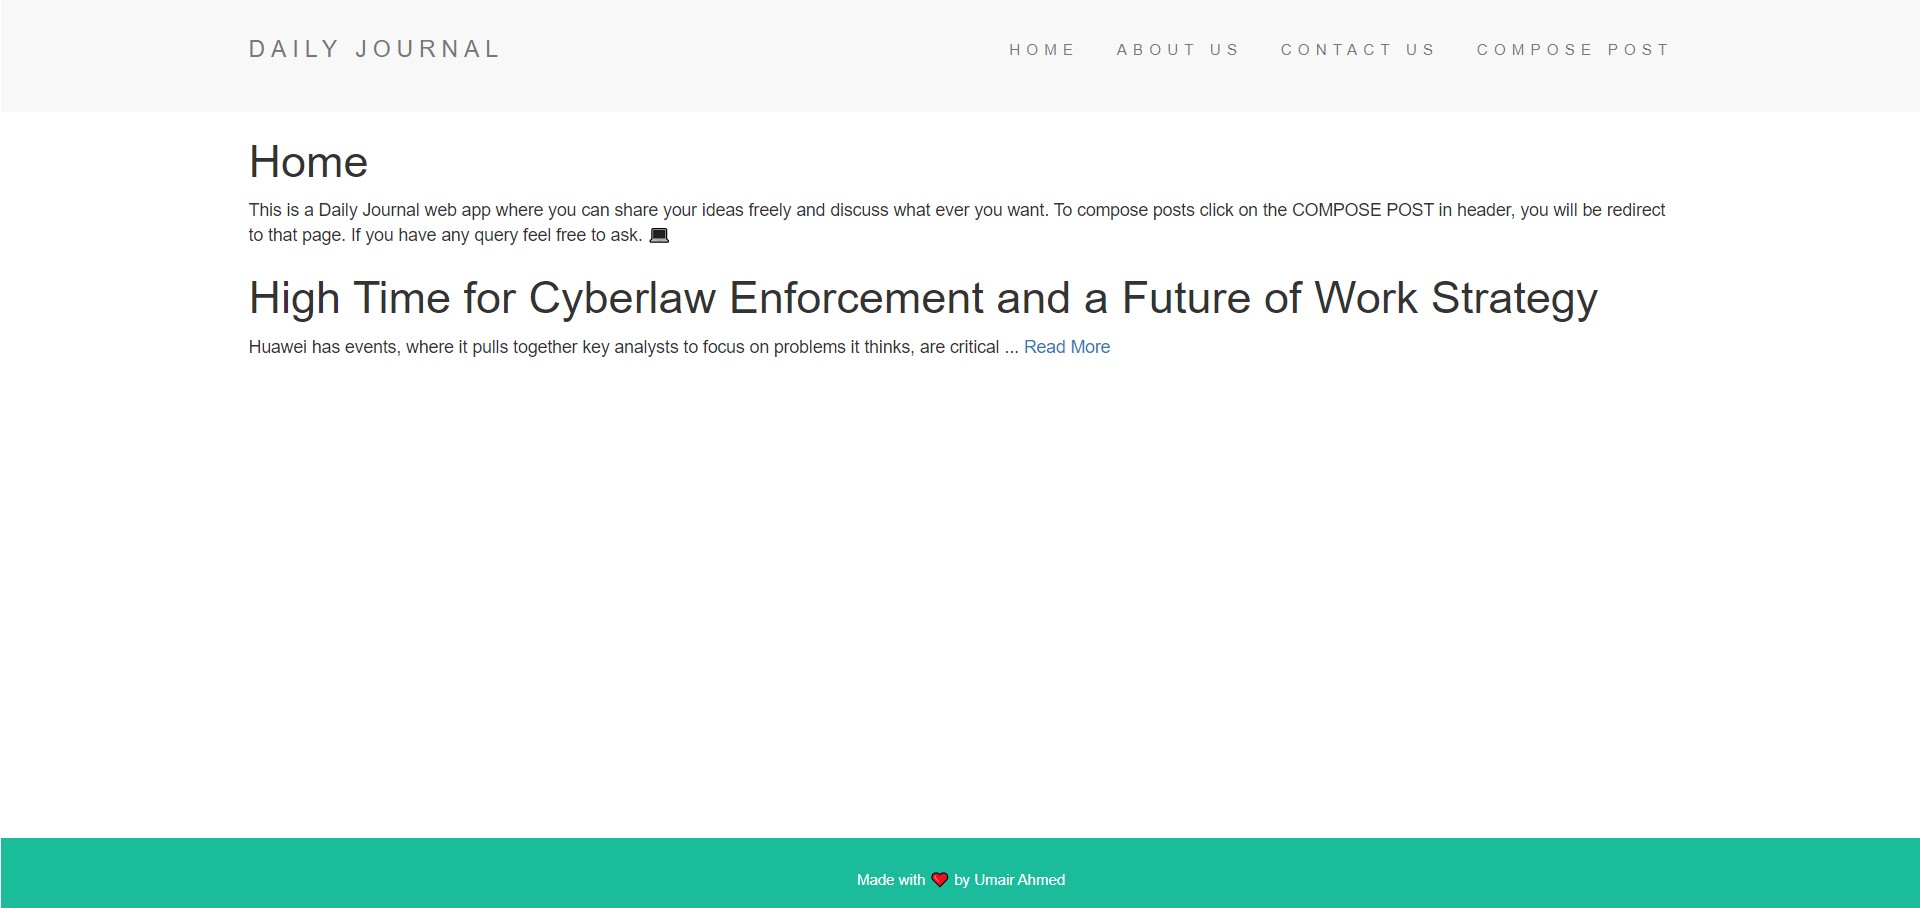 DAILY JOURNAL
HOME ABOUT US CONTACT US COMPOSE POST
Home
This is a Daily Journal web app where you can share your ideas freely and discuss what ever you want. To compose posts click on the COMPOSE POST in header, you will be redirect
to that page. If you have any query feel free to ask. 💻
High Time for Cyberlaw Enforcement and a Future of Work Strategy
Huawei has events, where it pulls together key analysts to focus on problems it thinks, are critical ... Read More
Made with ❤️ by Umair Ahmed